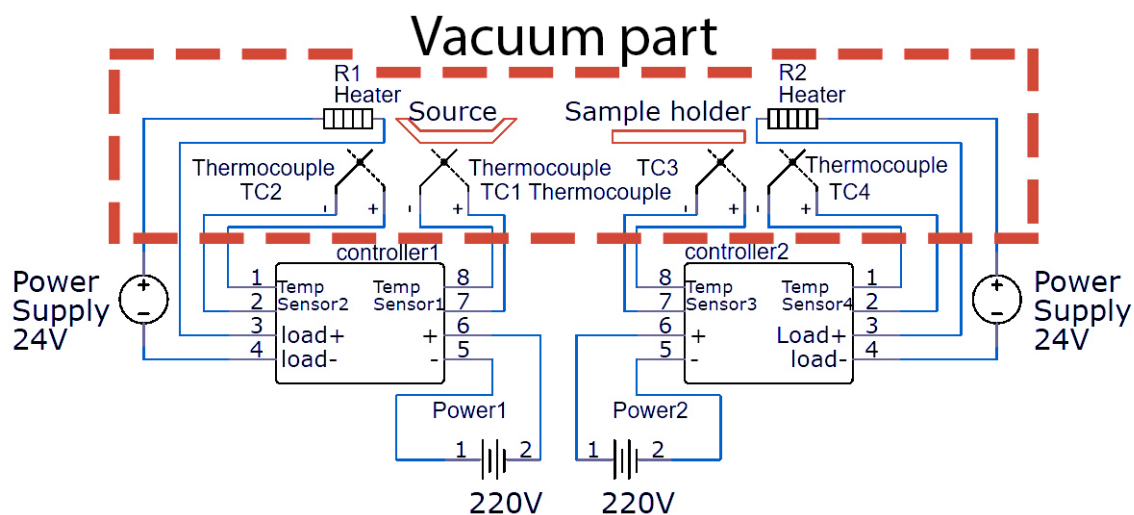 Vacuum part
R1
Heater
Source
Sample holder
R2
Heater
Thermocouple
TC2
Thermocouple
TC1
Thermocouple
TC3
Thermocouple
TC4
- +
- +
- +
- +
controller1
controller2
Power
Supply
24V
+
-
1 Temp
2 Sensor2
3 load+
4 load-
Temp 8
Sensor1 7
+ 6
- 5
8 Temp
7 Sensor3
6 +
5 -
Temp 1
Sensor4 2
Load+ 3
load- 4
+
-
Power
Supply
24V
Power1
1 2
220V
Power2
1 2
220V